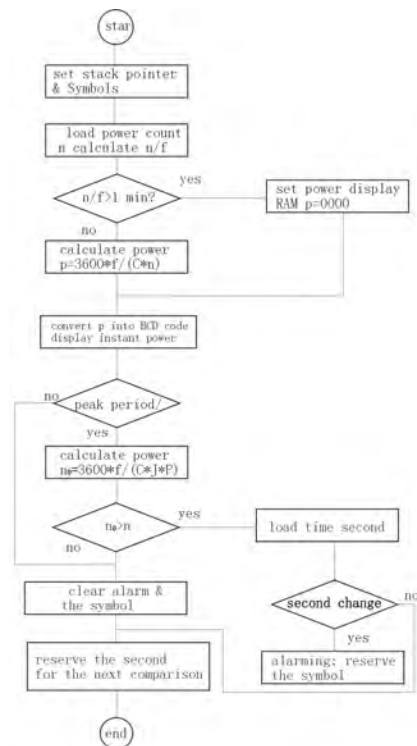 star
set stack pointer
& Symbols
load power count
n calculate n/f
n/f>1 min?
yes
set power display
RAM p=0000
no
calculate power
p=3600*f/(C*n)
convert p into BCD code
display instant power
no
peak period/
yes
calculate power
n₀=3600*f/(C*J*P)
n₀>n
yes
load time second
no
clear alarm &
the symbol
second change
no
yes
alarming; reserve
the symbol
reserve the second
for the next comparison
end